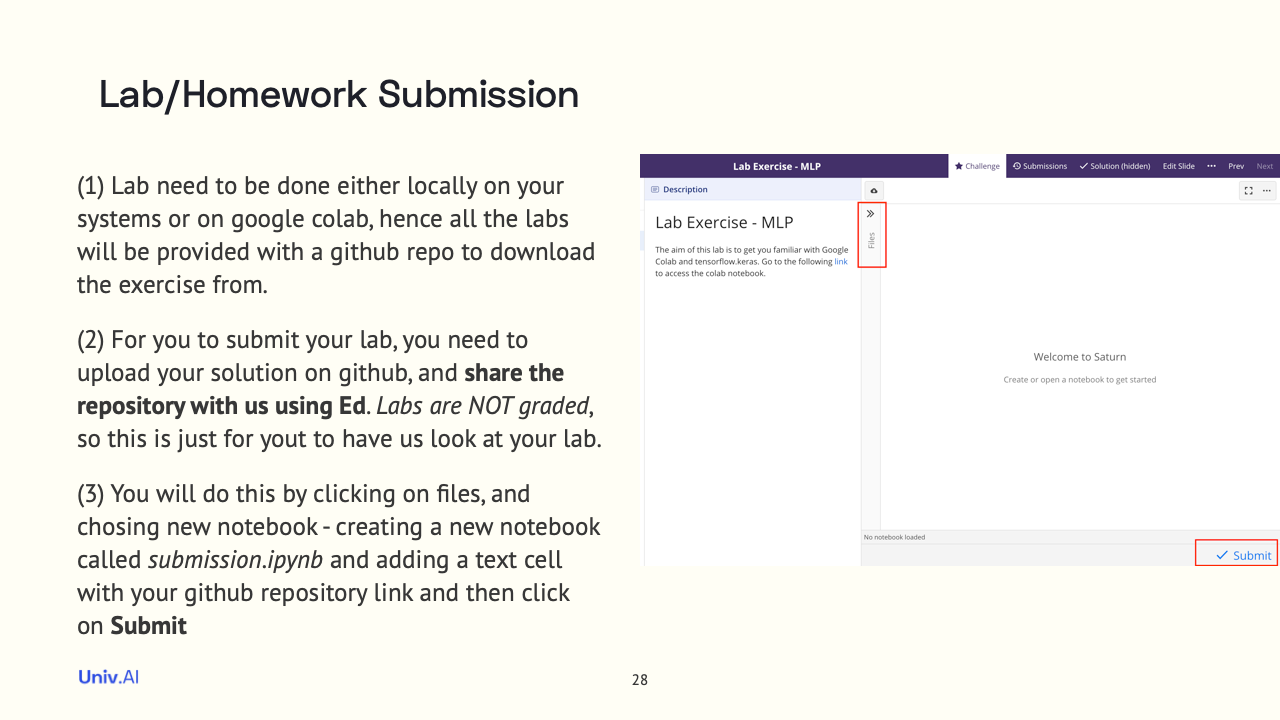 Lab/Homework Submission
(1) Lab need to be done either locally on your
systems or on google colab, hence all the labs
will be provided with a github repo to download
the exercise from.
(2) For you to submit your lab, you need to
upload your solution on github, and share the
repository with us using Ed. Labs are NOT graded,
so this is just for yout to have us look at your lab.
(3) You will do this by clicking on files, and
chosing new notebook - creating a new notebook
called submission.ipynb and adding a text cell
with your github repository link and then click
on Submit
Lab Exercise - MLP
Challenge
Submissions
Solution (hidden)
Edit Slide
Prev
Next
Description
Lab Exercise - MLP
The aim of this lab is to get you familiar with Google
Colab and tensorflow.keras. Go to the following link
to access the colab notebook.
Files
Welcome to Saturn
Create or open a notebook to get started
No notebook loaded
Submit
Univ.AI
28